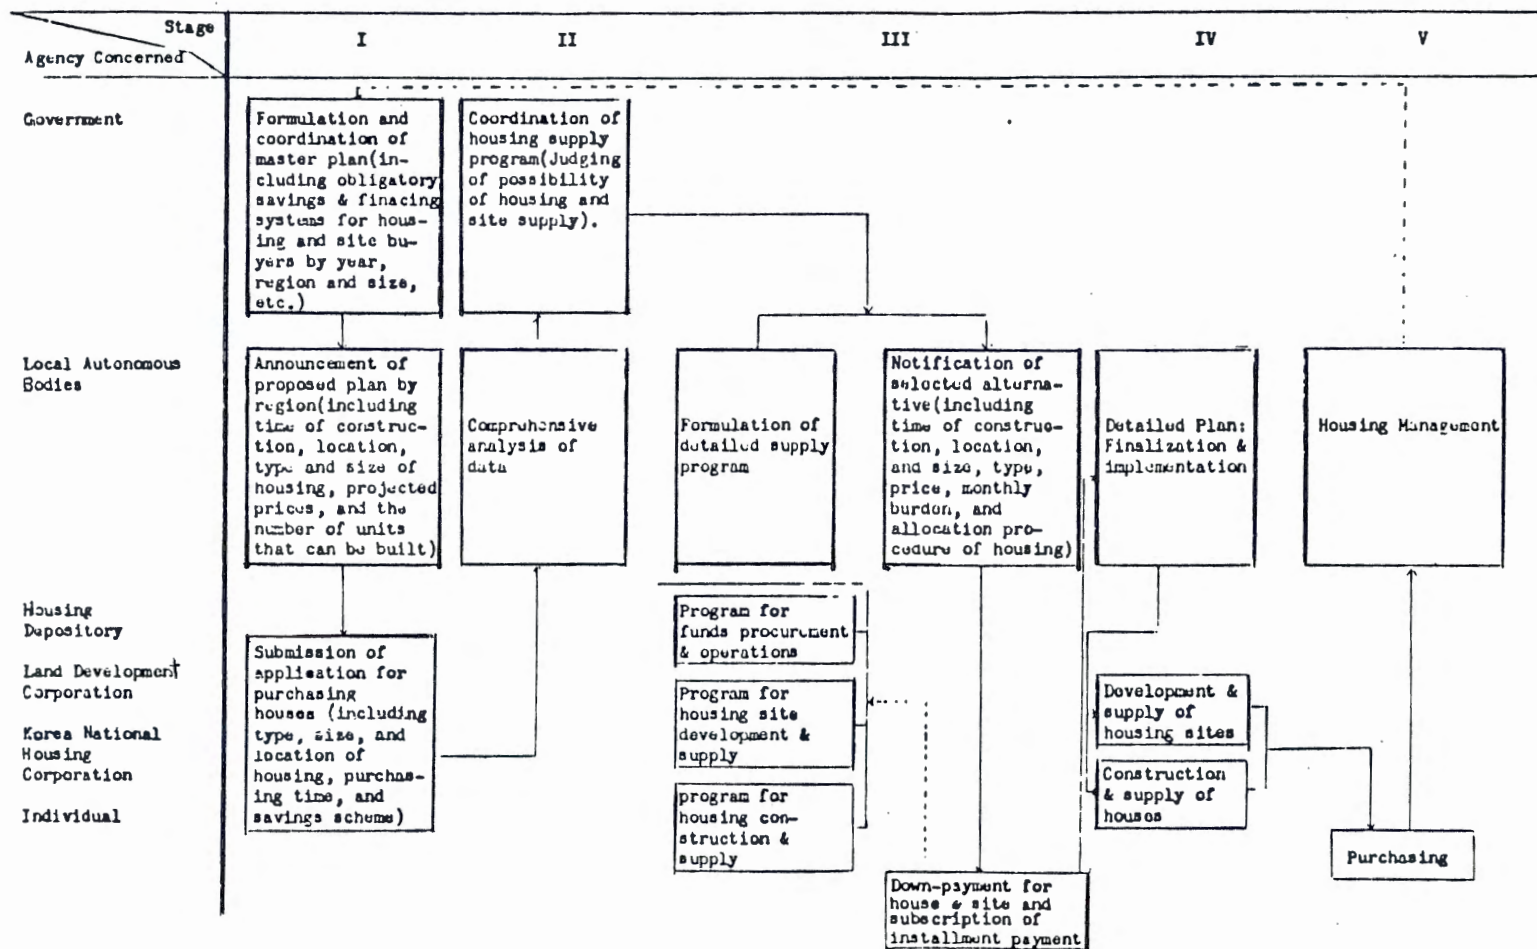 Stage
Agency Concerned
I
II
III
IV
V
Government
Formulation and
coordination of
master plan(in-
cluding obligatory
savings & finacing
systems for hous-
ing and site bu-
yers by year,
region and size,
etc.)
Coordination of
housing supply
program(Judging
of possibility
of housing and
site supply).
Local Autonomous
Bodies
Announcement of
proposed plan by
region(including
time of construc-
tion, location,
type and size of
housing, projected
prices, and the
number of units
that can be built)
Comprehensive
analysis of
data
Formulation of
detailed supply
program
Notification of
selected alterna-
tive(including
time of construc-
tion, location,
and size, type,
price, monthly
burden, and
allocation pro-
cedure of housing)
Detailed Plan:
Finalization &
implementation
Housing Management
Housing
Depository
Land Development
Corporation
Korea National
Housing
Corporation
Individual
Submission of
application for
purchasing
houses (including
type, size, and
location of
housing, purchas-
ing time, and
savings scheme)
Program for
funds procurement
& operations
Program for
housing site
development &
supply
program for
housing con-
struction &
supply
Down-payment for
house & site and
subscription of
installment payment
Development &
supply of
housing sites
Construction
& supply of
houses
Purchasing